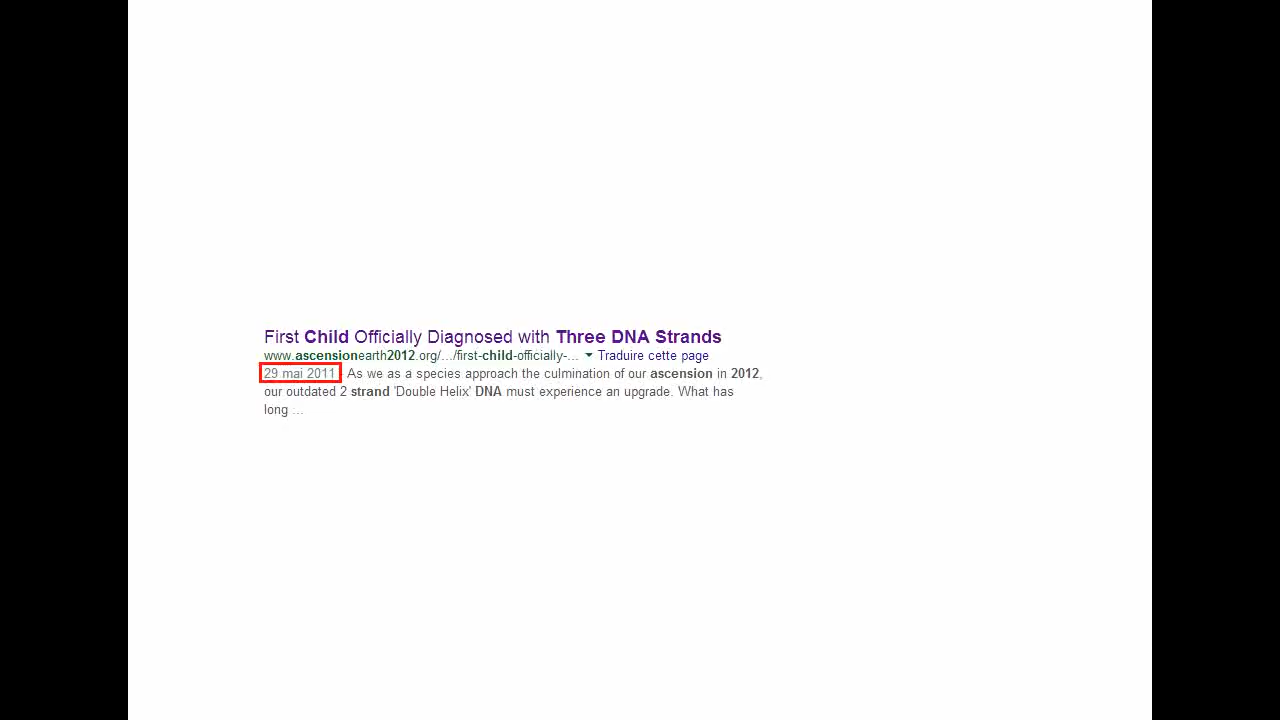 First Child Officially Diagnosed with Three DNA Strands
www.ascensionearth2012.org/.../first-child-officially-... Traduire cette page
29 mai 2011 - As we as a species approach the culmination of our ascension in 2012,
our outdated 2 strand 'Double Helix' DNA must experience an upgrade. What has
long ...